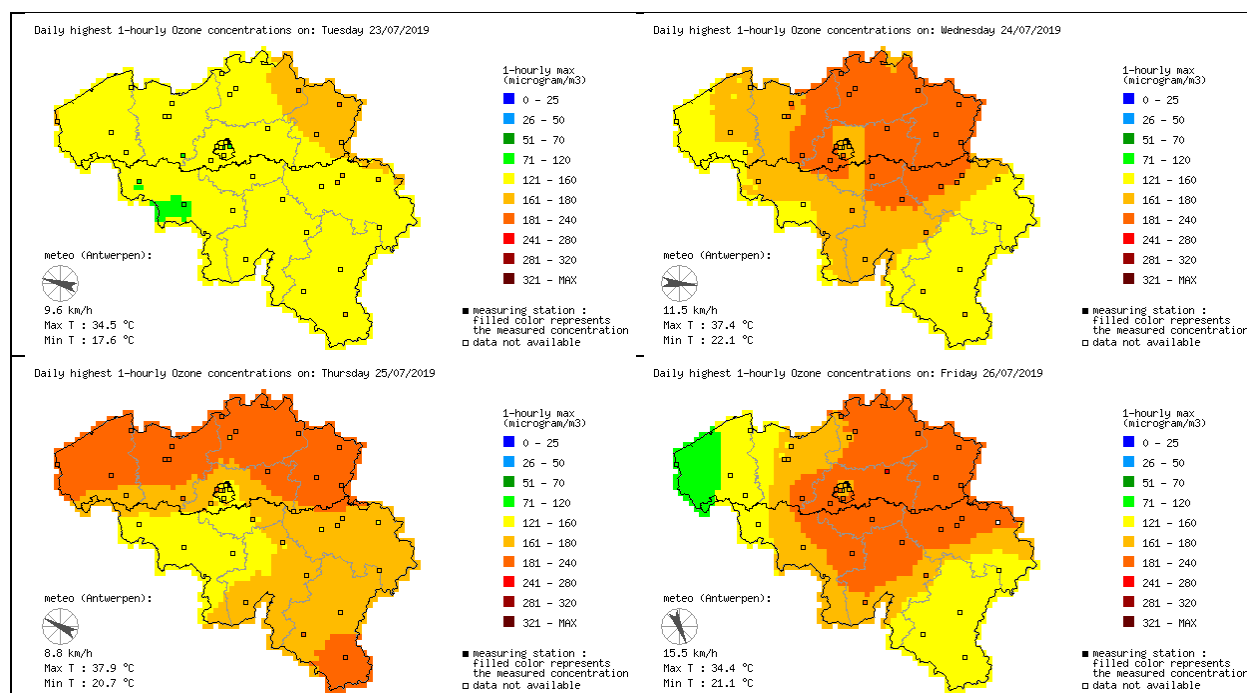 Daily highest 1-hourly Ozone concentrations on: Tuesday 23/07/2019
1-hourly max
(microgram/m3)
0 - 25
26 - 50
51 - 70
71 - 120
121 - 160
161 - 180
181 - 240
241 - 280
281 - 320
321 - MAX
meteo (Antwerpen):
9.6 km/h
Max T : 34.5 °C
Min T : 17.6 °C
measuring station :
filled color represents
the measured concentration
data not available
Daily highest 1-hourly Ozone concentrations on: Wednesday 24/07/2019
1-hourly max
(microgram/m3)
0 - 25
26 - 50
51 - 70
71 - 120
121 - 160
161 - 180
181 - 240
241 - 280
281 - 320
321 - MAX
meteo (Antwerpen):
11.5 km/h
Max T : 37.4 °C
Min T : 22.1 °C
measuring station :
filled color represents
the measured concentration
data not available
Daily highest 1-hourly Ozone concentrations on: Thursday 25/07/2019
1-hourly max
(microgram/m3)
0 - 25
26 - 50
51 - 70
71 - 120
121 - 160
161 - 180
181 - 240
241 - 280
281 - 320
321 - MAX
meteo (Antwerpen):
8.8 km/h
Max T : 37.9 °C
Min T : 20.7 °C
measuring station :
filled color represents
the measured concentration
data not available
Daily highest 1-hourly Ozone concentrations on: Friday 26/07/2019
1-hourly max
(microgram/m3)
0 - 25
26 - 50
51 - 70
71 - 120
121 - 160
161 - 180
181 - 240
241 - 280
281 - 320
321 - MAX
meteo (Antwerpen):
15.5 km/h
Max T : 34.4 °C
Min T : 21.1 °C
measuring station :
filled color represents
the measured concentration
data not available